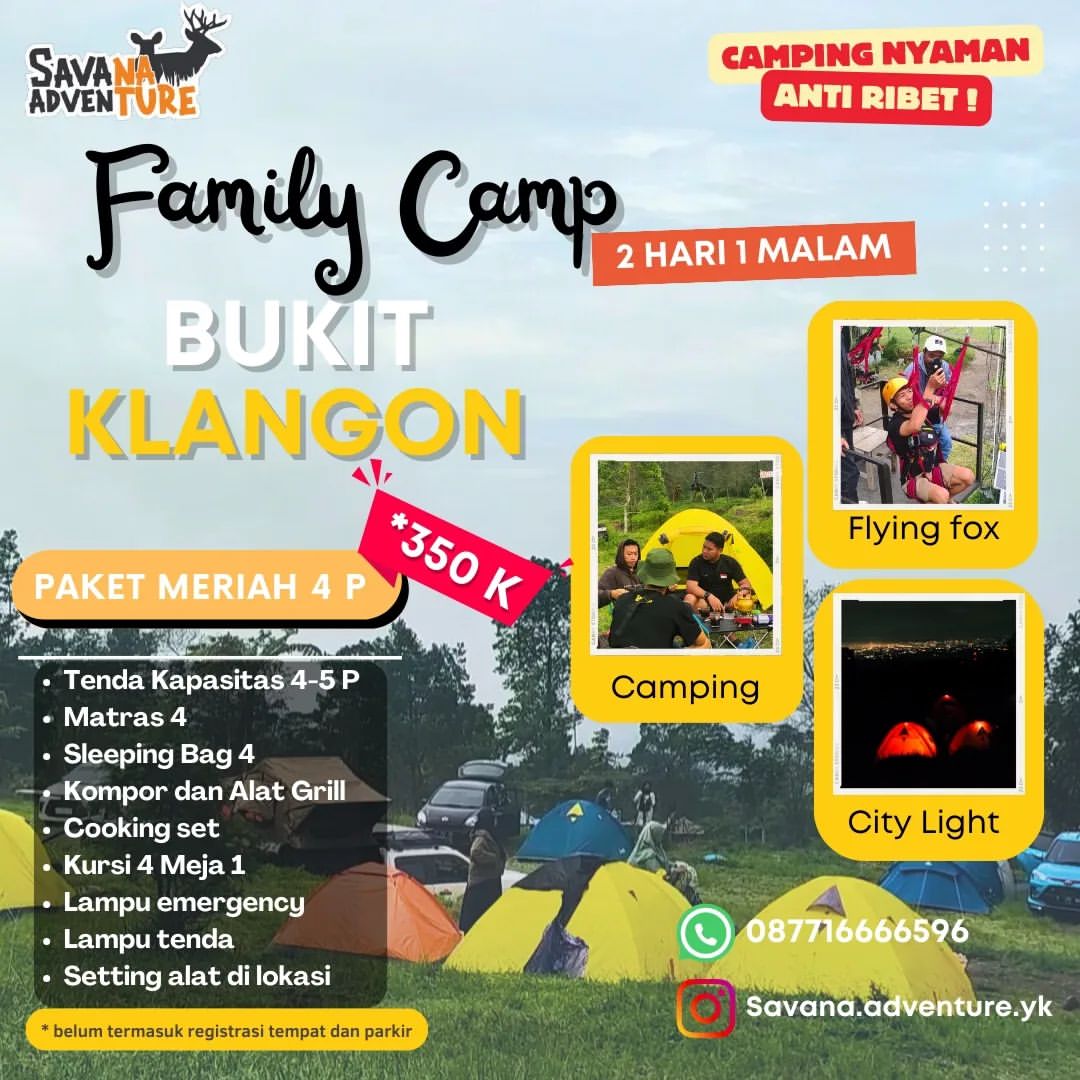 SAVANA
ADVENTURE
CAMPING NYAMAN
ANTI RIBET !
Family Camp
2 HARI 1 MALAM
BUKIT
KLANGON
*350 K
PAKET MERIAH 4 P
• Tenda Kapasitas 4-5 P
• Matras 4
• Sleeping Bag 4
• Kompor dan Alat Grill
• Cooking set
• Kursi 4 Meja 1
• Lampu emergency
• Lampu tenda
• Setting alat di lokasi
* belum termasuk registrasi tempat dan parkir
Flying fox
Camping
City Light
087716666596
Savana.adventure.yk